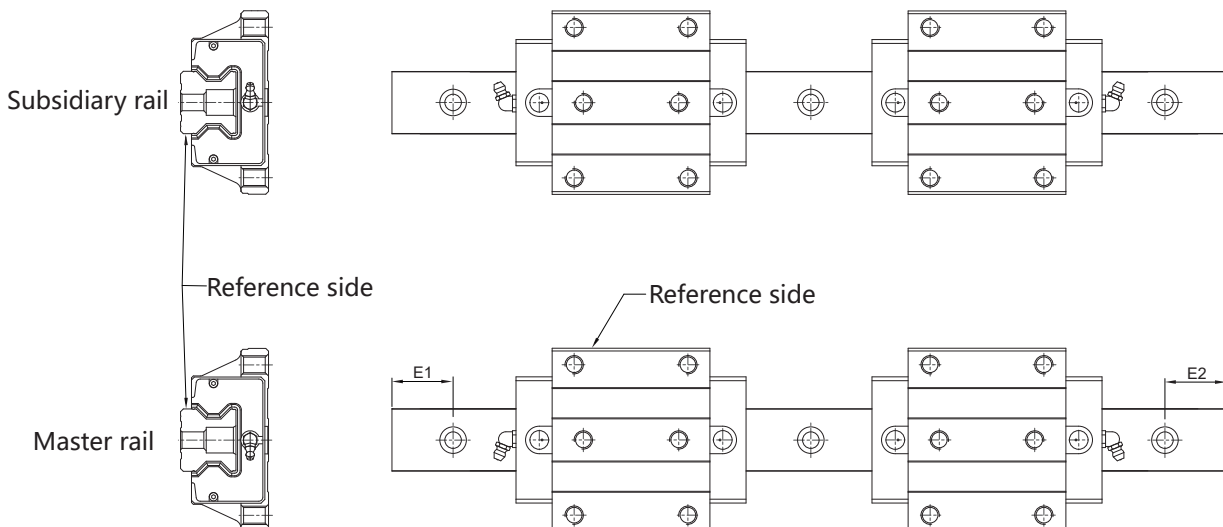 Subsidiary rail
Reference side
Reference side
E1
E2
Master rail